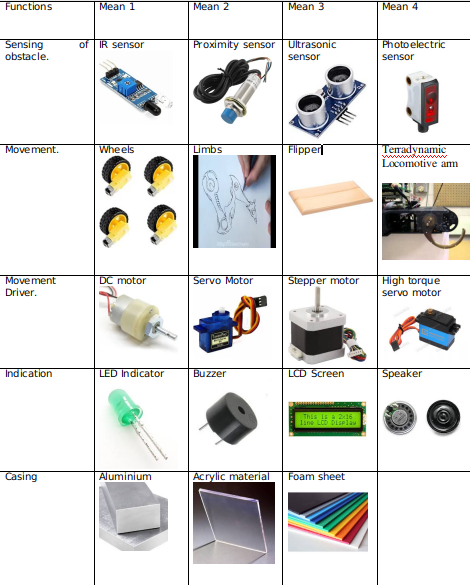 Functions Mean 1 Mean 2 Mean 3 Mean 4
Sensing of IR sensor Proximity sensor Ultrasonic Photoelectric
obstacle. sensor sensor
Movement. Wheels Limbs Flipper Terradynamic
Locomotive arm
Movement DC motor Servo Motor Stepper motor High torque
Driver. servo motor
Indication LED Indicator Buzzer LCD Screen Speaker
This is a 2x16
line LCD Display
Casing Aluminium Acrylic material Foam sheet